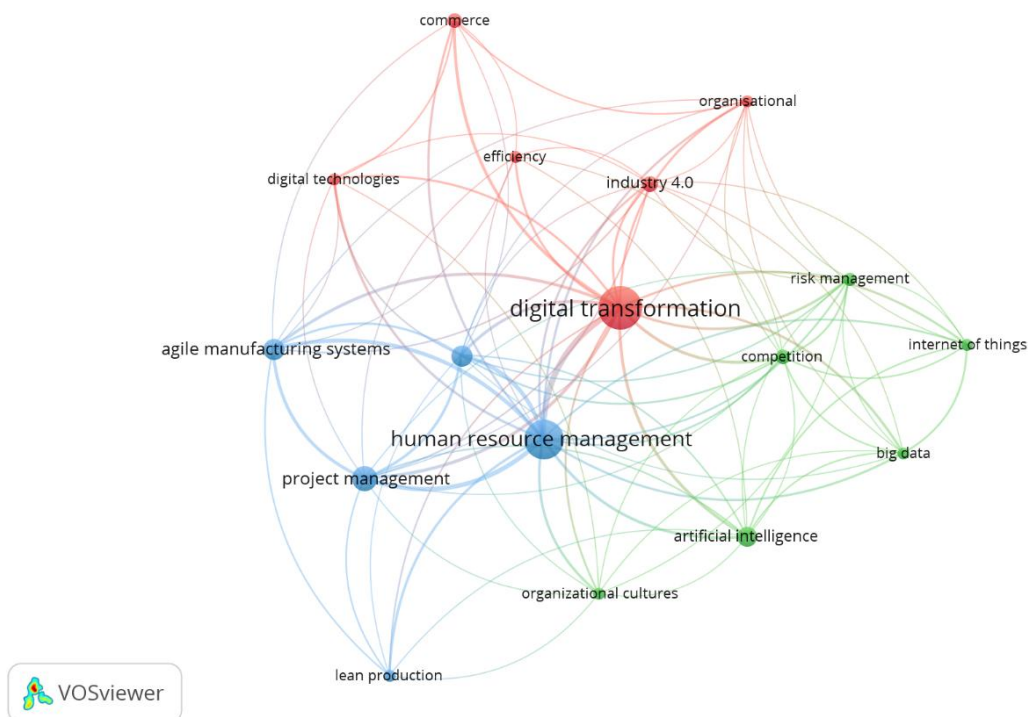 commerce
organisational
efficiency
digital technologies
industry 4.0
risk management
digital transformation
internet of things
agile manufacturing systems
competition
human resource management
big data
project management
artificial intelligence
organizational cultures
lean production
VOSviewer